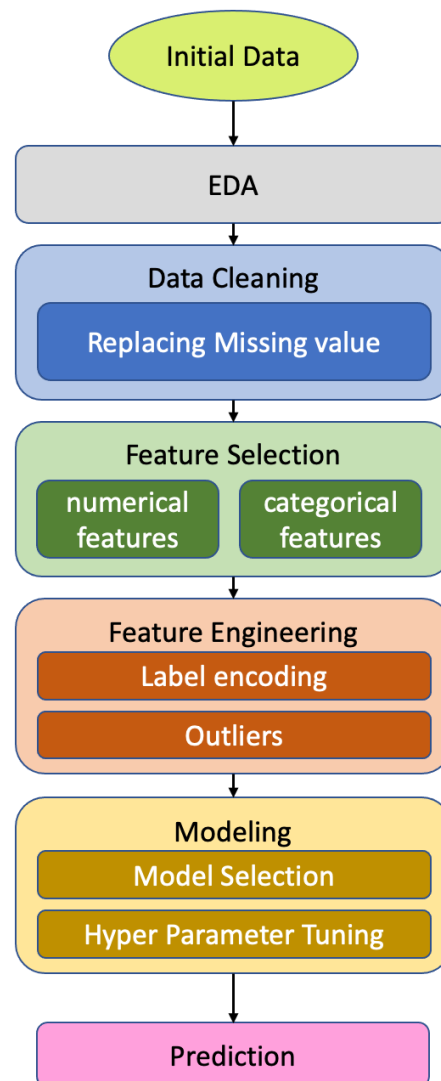 Initial Data
EDA
Data Cleaning
Replacing Missing value
Feature Selection
numerical
features
categorical
features
Feature Engineering
Label encoding
Outliers
Modeling
Model Selection
Hyper Parameter Tuning
Prediction